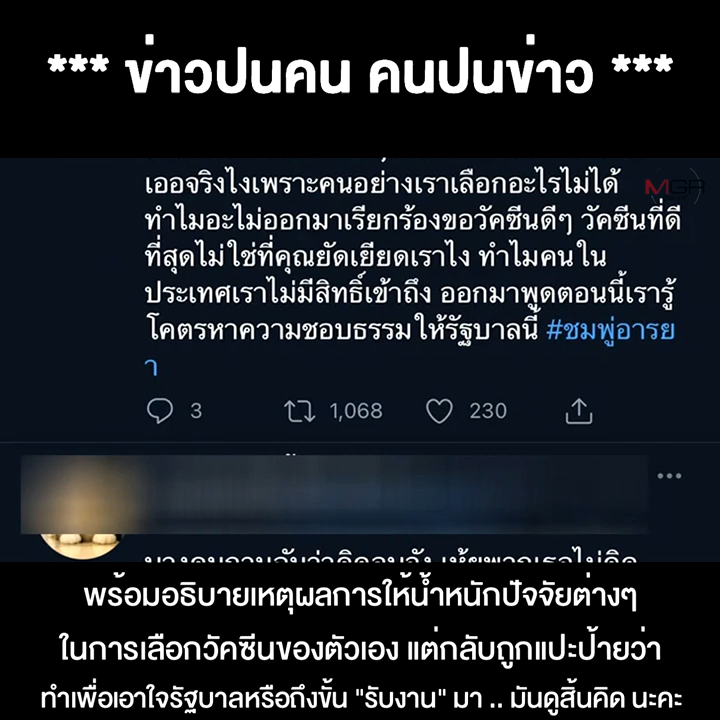 *** ข่าวปนคน คนปนข่าว ***
MGR
เออจริงไงเพราะคนอย่างเราเลือกอะไรไม่ได้
ทำไมอะไม่ออกมาเรียกร้องขอวัคซีนดีๆ วัคซีนที่ดี
ที่สุดไม่ใช่ที่คุณยัดเยียดเราไง ทำไมคนใน
ประเทศเราไม่มีสิทธิ์เข้าถึง ออกมาพูดตอนนี้เรารู้
โคตรหาความชอบธรรมให้รัฐบาลนี้ #ชมพู่อารย
า
3 1,068 230
พร้อมอธิบายเหตุผลการให้น้ำหนักปัจจัยต่างๆ
ในการเลือกวัคซีนของตัวเอง แต่กลับถูกแปะป้ายว่า
ทำเพื่อเอาใจรัฐบาลหรือถึงขั้น "รับงาน" มา .. มันดูสิ้นคิด นะคะ